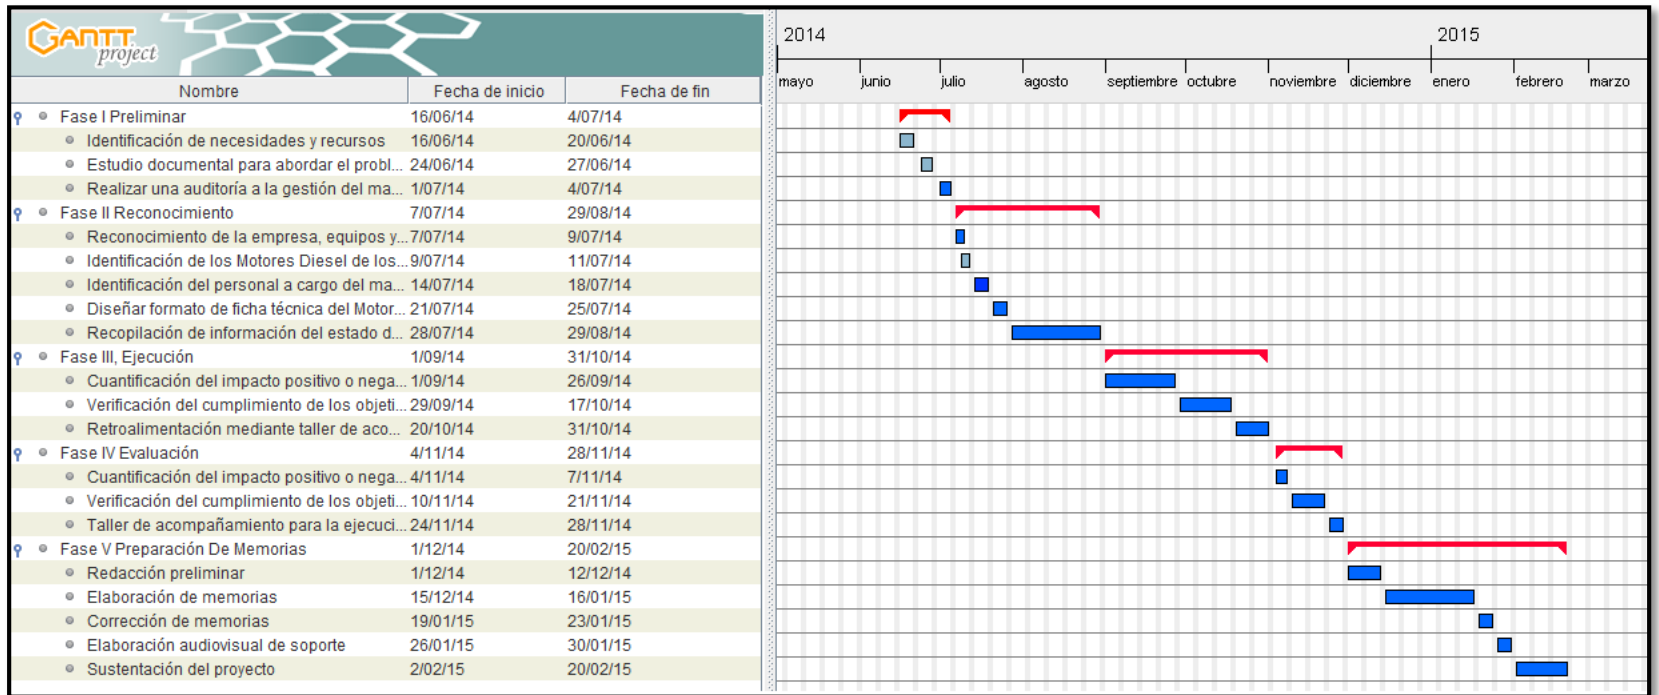 GANTT project
2014 2015
mayo junio julio agosto septiembre octubre noviembre diciembre enero febrero marzo
Nombre Fecha de inicio Fecha de fin
Fase I Preliminar 16/06/14 4/07/14
Identificación de necesidades y recursos 16/06/14 20/06/14
Estudio documental para abordar el probl... 24/06/14 27/06/14
Realizar una auditoría a la gestión del ma... 1/07/14 4/07/14
Fase II Reconocimiento 7/07/14 29/08/14
Reconocimiento de la empresa, equipos y... 7/07/14 9/07/14
Identificación de los Motores Diesel de los... 9/07/14 11/07/14
Identificación del personal a cargo del ma... 14/07/14 18/07/14
Diseñar formato de ficha técnica del Motor... 21/07/14 25/07/14
Recopilación de información del estado d... 28/07/14 29/08/14
Fase III, Ejecución 1/09/14 31/10/14
Cuantificación del impacto positivo o nega... 1/09/14 26/09/14
Verificación del cumplimiento de los objeti... 29/09/14 17/10/14
Retroalimentación mediante taller de aco... 20/10/14 31/10/14
Fase IV Evaluación 4/11/14 28/11/14
Cuantificación del impacto positivo o nega... 4/11/14 7/11/14
Verificación del cumplimiento de los objeti... 10/11/14 21/11/14
Taller de acompañamiento para la ejecuci... 24/11/14 28/11/14
Fase V Preparación De Memorias 1/12/14 20/02/15
Redacción preliminar 1/12/14 12/12/14
Elaboración de memorias 15/12/14 16/01/15
Corrección de memorias 19/01/15 23/01/15
Elaboración audiovisual de soporte 26/01/15 30/01/15
Sustentación del proyecto 2/02/15 20/02/15